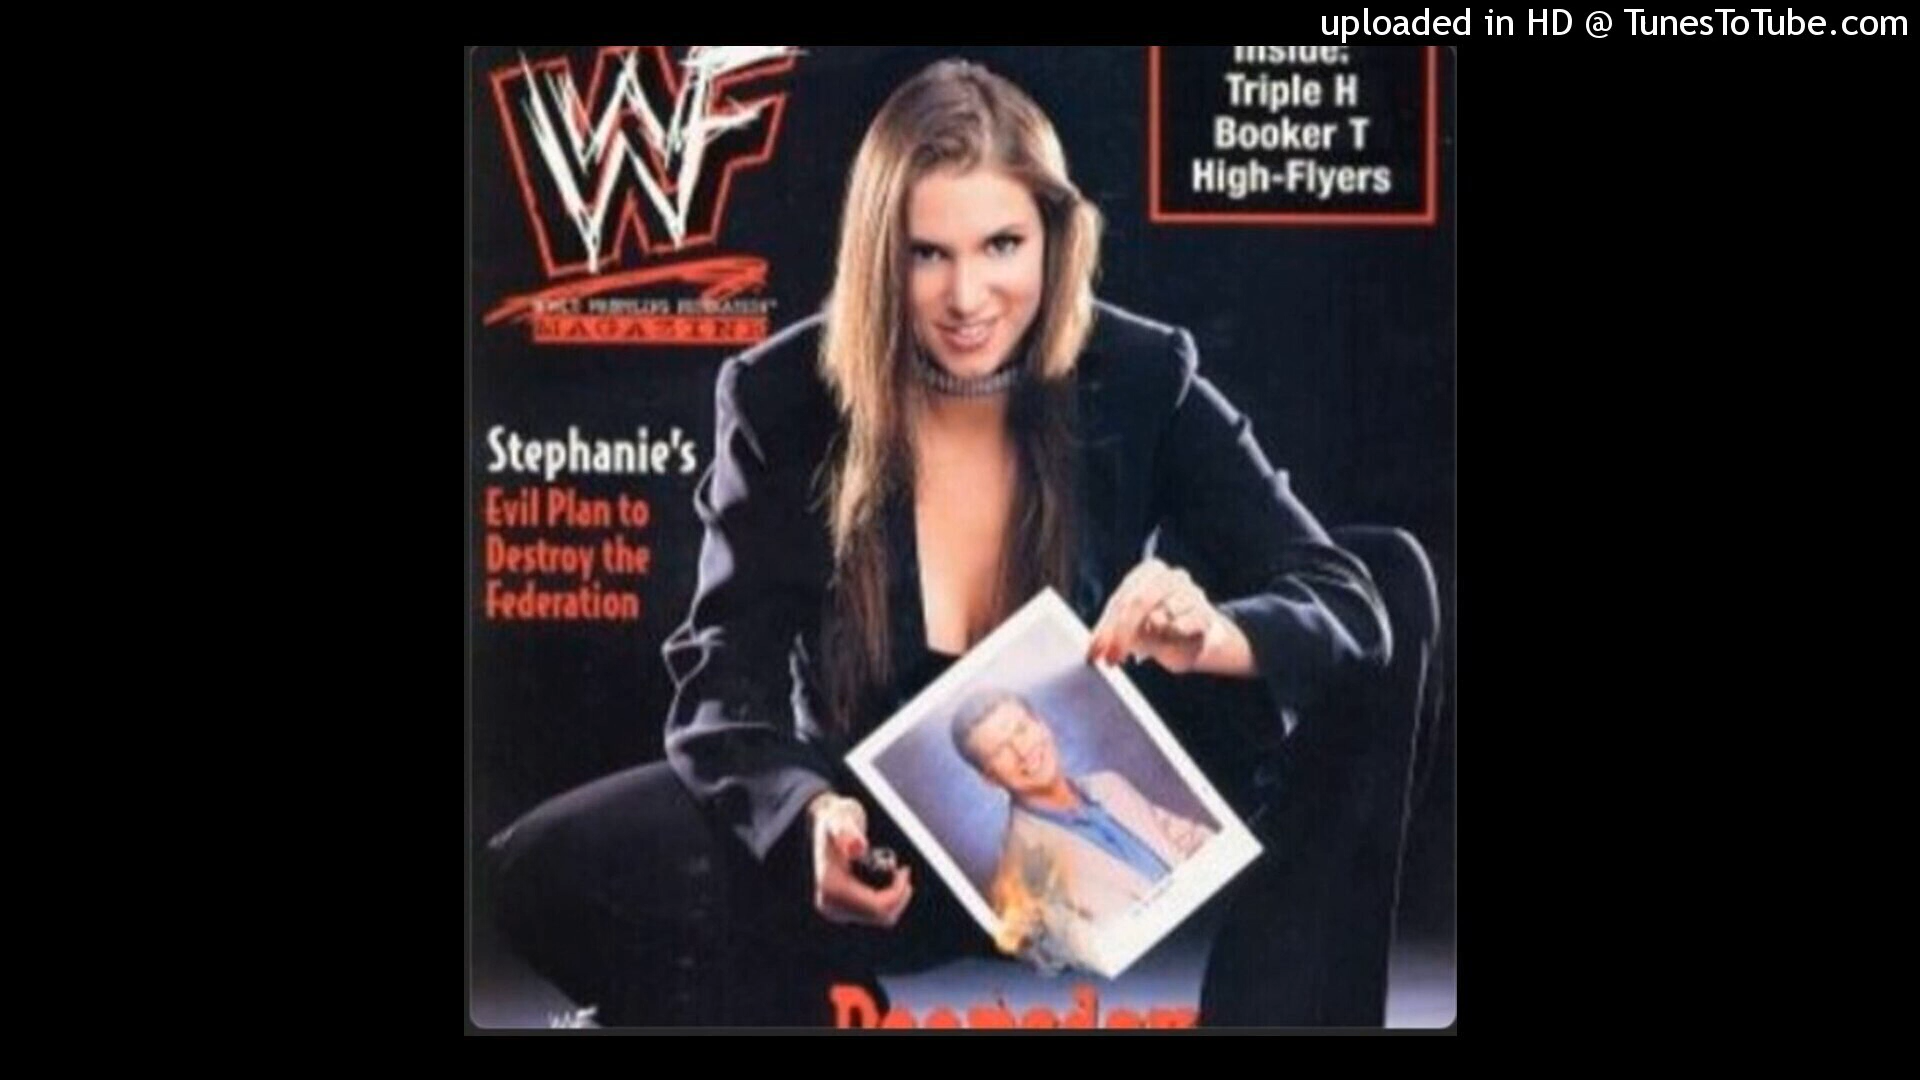 uploaded in HD @ TunesToTube.com
WF
Inside:
Triple H
Booker T
High-Flyers
MAGAZINE
Stephanie's
Evil Plan to
Destroy the
Federation